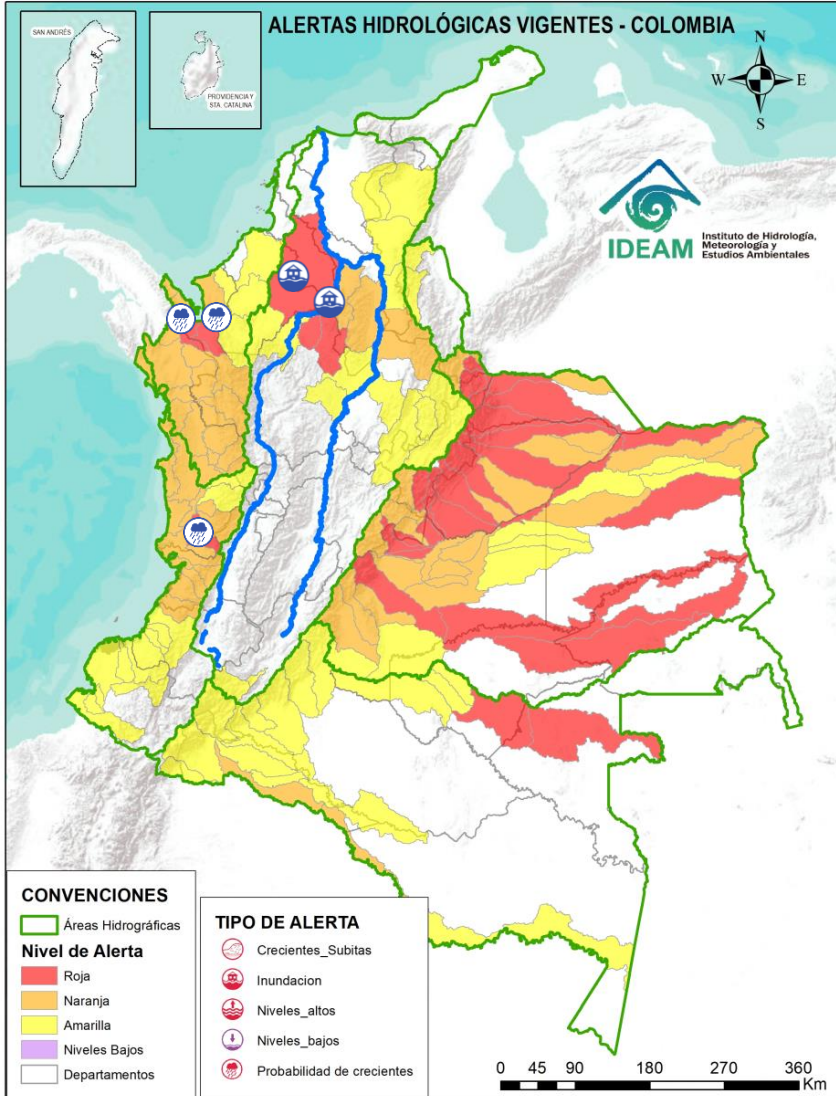 ALERTAS HIDROLÓGICAS VIGENTES - COLOMBIA
SAN ANDRÉS
PROVIDENCIA Y
STA. CATALINA
N
W E
S
IDEAM
Instituto de Hidrología,
Meteorología y
Estudios Ambientales
CONVENCIONES
Áreas Hidrográficas
Nivel de Alerta
Roja
Naranja
Amarilla
Niveles Bajos
Departamentos
TIPO DE ALERTA
Crecientes_Subitas
Inundacion
Niveles_altos
Niveles_bajos
Probabilidad de crecientes
0 45 90 180 270 360
Km